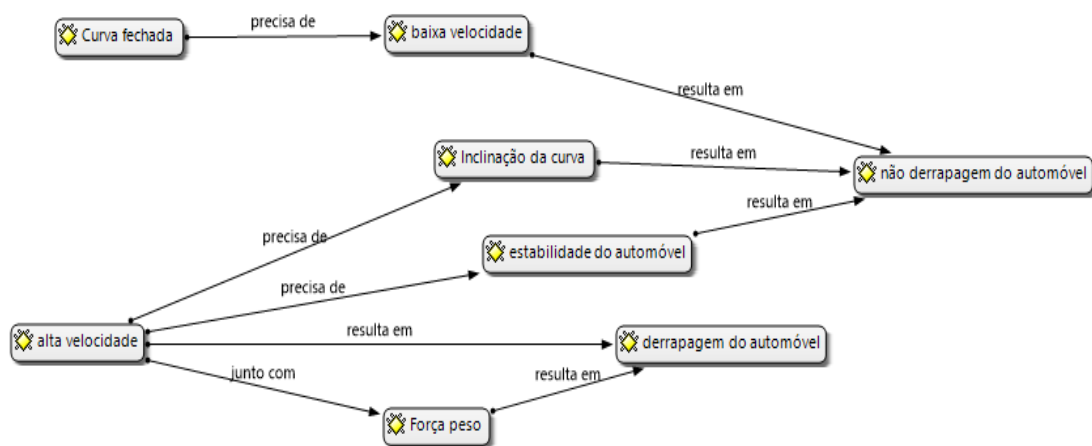 Curva fechada
precisa de
baixa velocidade
resulta em
Inclinação da curva
resulta em
não derrapagem do automóvel
precisa de
resulta em
estabilidade do automóvel
precisa de
alta velocidade
resulta em
derrapagem do automóvel
junto com
resulta em
Força peso